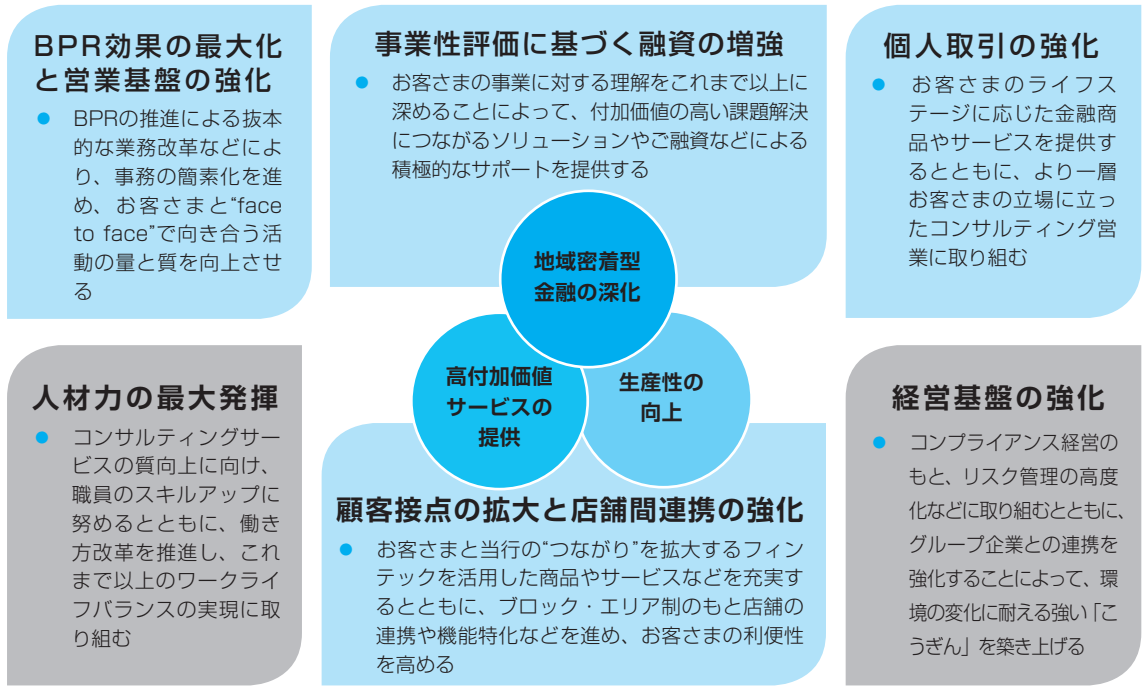 BPR効果の最大化
と営業基盤の強化
● BPRの推進による抜本
的な業務改革などによ
り、事務の簡素化を進
め、お客さまと“face
to face”で向き合う活
動の量と質を向上させ
る
事業性評価に基づく融資の増強
● お客さまの事業に対する理解をこれまで以上に
深めることによって、付加価値の高い課題解決
につながるソリューションやご融資などによる
積極的なサポートを提供する
個人取引の強化
● お客さまのライフス
テージに応じた金融商
品やサービスを提供す
るとともに、より一層
お客さまの立場に立っ
たコンサルティング営
業に取り組む
地域密着型
金融の深化
高付加価値
サービスの
提供
生産性の
向上
人材力の最大発揮
● コンサルティングサー
ビスの質向上に向け、
職員のスキルアップに
努めるとともに、働き
方改革を推進し、これ
まで以上のワークライ
フバランスの実現に取
り組む
顧客接点の拡大と店舗間連携の強化
● お客さまと当行の“つながり”を拡大するフィン
テックを活用した商品やサービスなどを充実す
るとともに、ブロック・エリア制のもと店舗の
連携や機能特化などを進め、お客さまの利便性
を高める
経営基盤の強化
● コンプライアンス経営の
もと、リスク管理の高度
化などに取り組むとともに、
グループ企業との連携を
強化することによって、環
境の変化に耐える強い「こ
うぎん」を築き上げる